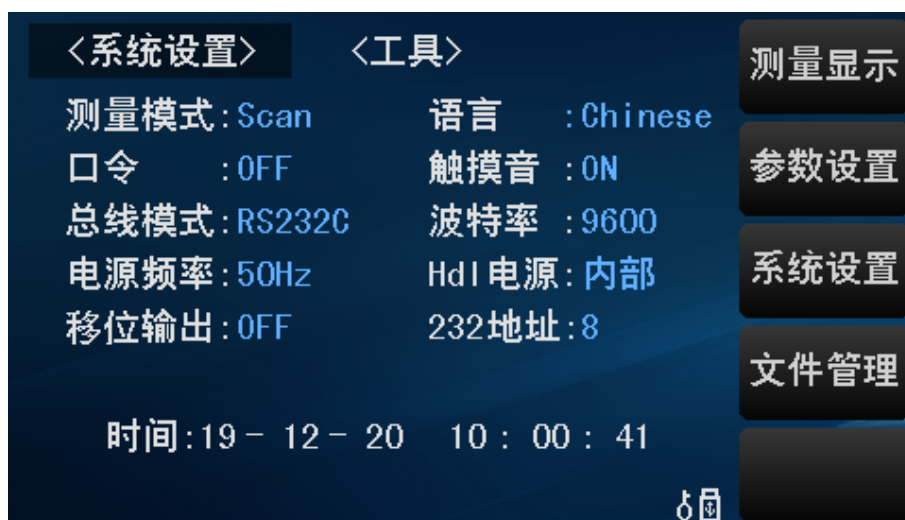 <系统设置> <工具>
测量模式:Scan 语言 :Chinese
口令 :OFF 触摸音 :ON
总线模式:RS232C 波特率 :9600
电源频率:50Hz Hdl电源:内部
移位输出:OFF 232地址:8
时间:19- 12- 20 10: 00: 41
测量显示
参数设置
系统设置
文件管理